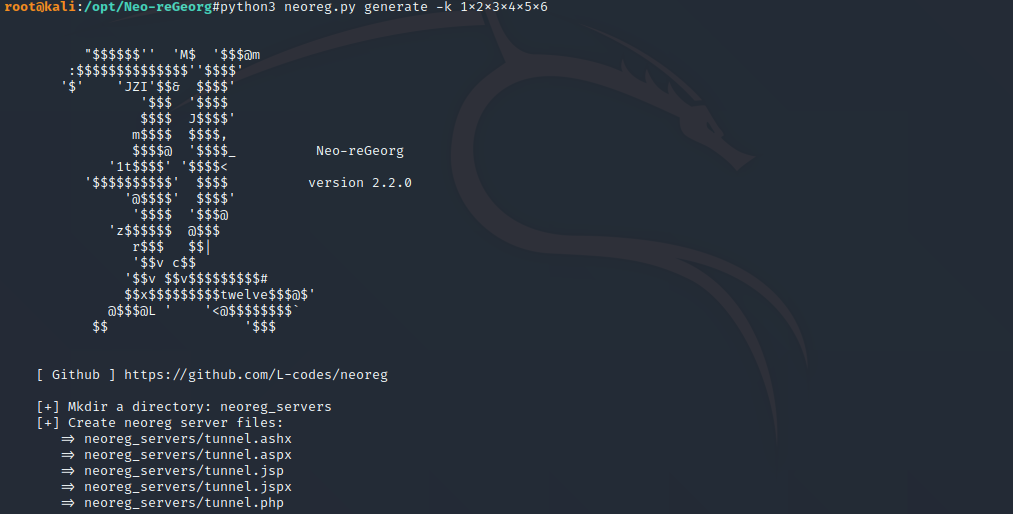 root@kali:/opt/Neo-reGeorg#python3 neoreg.py generate -k 1×2×3×4×5×6
"$$$$$$''  'M$  '$$$@m
:$$$$$$$$$$$$$$''$$$$'
'$'    'JZI'$$&  $$$$'
'$$$  '$$$$
$$$$  J$$$$'
m$$$$  $$$$,
$$$$@  '$$$$_          Neo-reGeorg
'1t$$$$' '$$$$<
'$$$$$$$$$$'  $$$$          version 2.2.0
'@$$$$'  $$$$'
'$$$$  '$$$@
'z$$$$$$  @$$$
r$$$   $$|
'$$v c$$
'$$v $$v$$$$$$$$$#
$$x$$$$$$$$$twelve$$$@$'
@$$$@L '    '<@$$$$$$$$`
$$                 '$$$
[ Github ] https://github.com/L-codes/neoreg
[+] Mkdir a directory: neoreg_servers
[+] Create neoreg server files:
=> neoreg_servers/tunnel.ashx
=> neoreg_servers/tunnel.aspx
=> neoreg_servers/tunnel.jsp
=> neoreg_servers/tunnel.jspx
=> neoreg_servers/tunnel.php